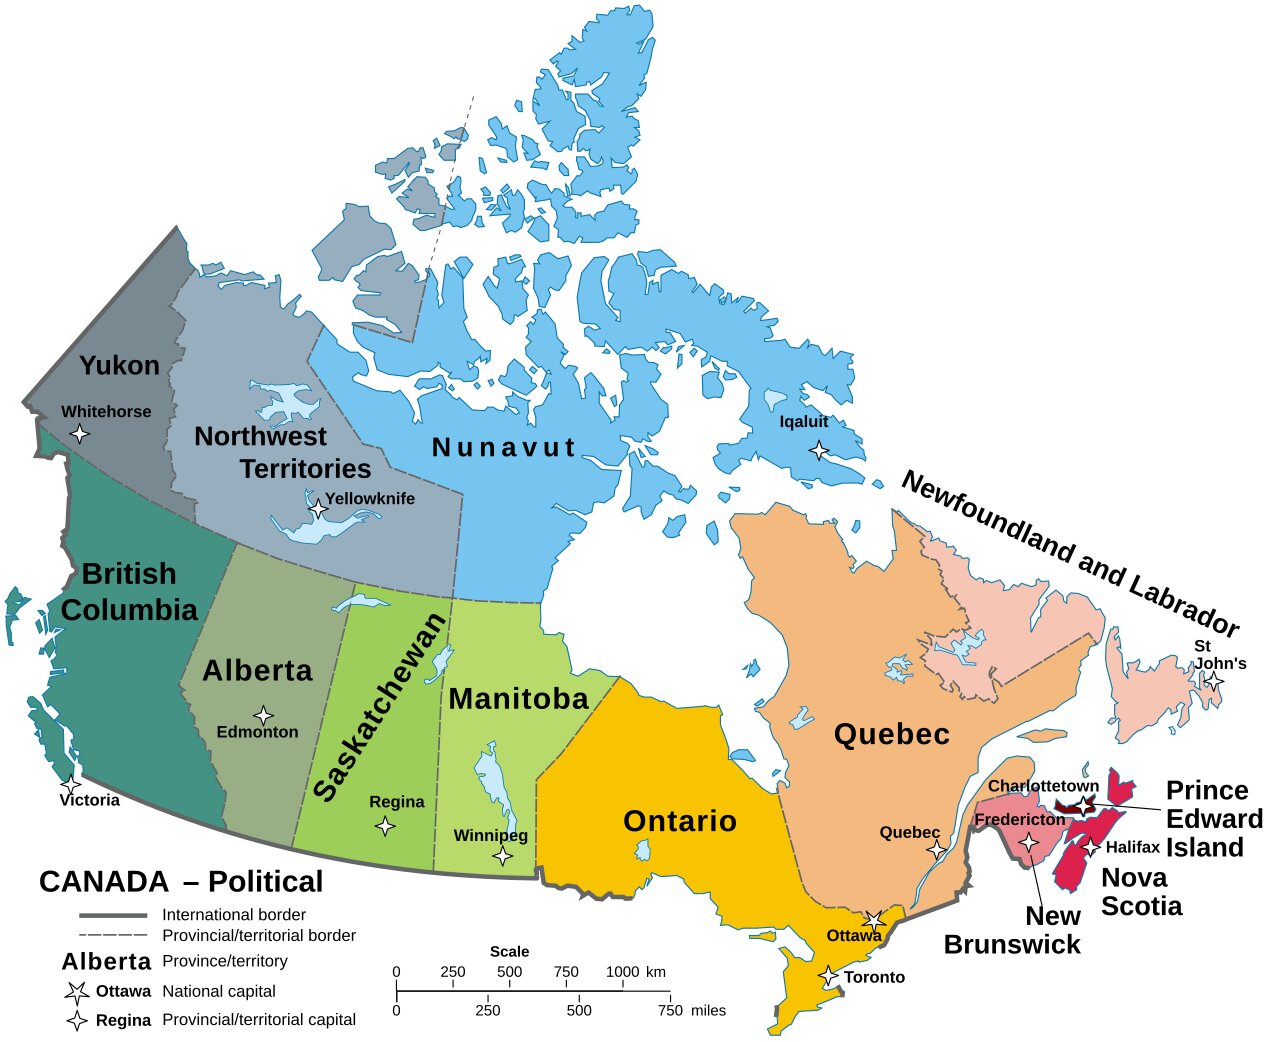 Yukon
Whitehorse
Northwest
Territories
Yellowknife
Nunavut
Iqaluit
Newfoundland and Labrador
St
John's
British
Columbia
Victoria
Alberta
Edmonton
Saskatchewan
Regina
Manitoba
Winnipeg
Ontario
Ottawa
Toronto
Quebec
Quebec
Charlottetown
Prince
Edward
Island
Fredericton
Halifax
Nova
Scotia
New
Brunswick
CANADA – Political
International border
Provincial/territorial border
Alberta Province/territory
Ottawa National capital
Regina Provincial/territorial capital
Scale
0 250 500 750 1000 km
0 250 500 750 miles